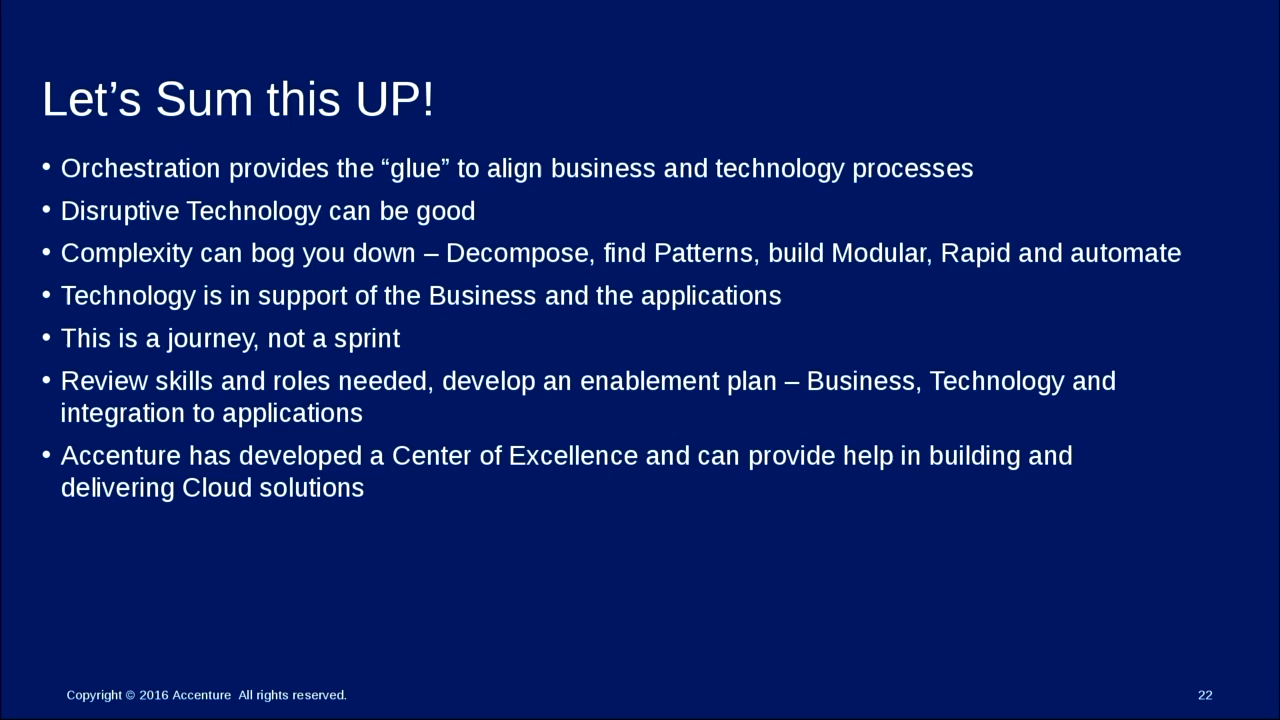 Let’s Sum this UP!
• Orchestration provides the “glue” to align business and technology processes
• Disruptive Technology can be good
• Complexity can bog you down – Decompose, find Patterns, build Modular, Rapid and automate
• Technology is in support of the Business and the applications
• This is a journey, not a sprint
• Review skills and roles needed, develop an enablement plan – Business, Technology and
integration to applications
• Accenture has developed a Center of Excellence and can provide help in building and
delivering Cloud solutions
Copyright © 2016 Accenture  All rights reserved.
22